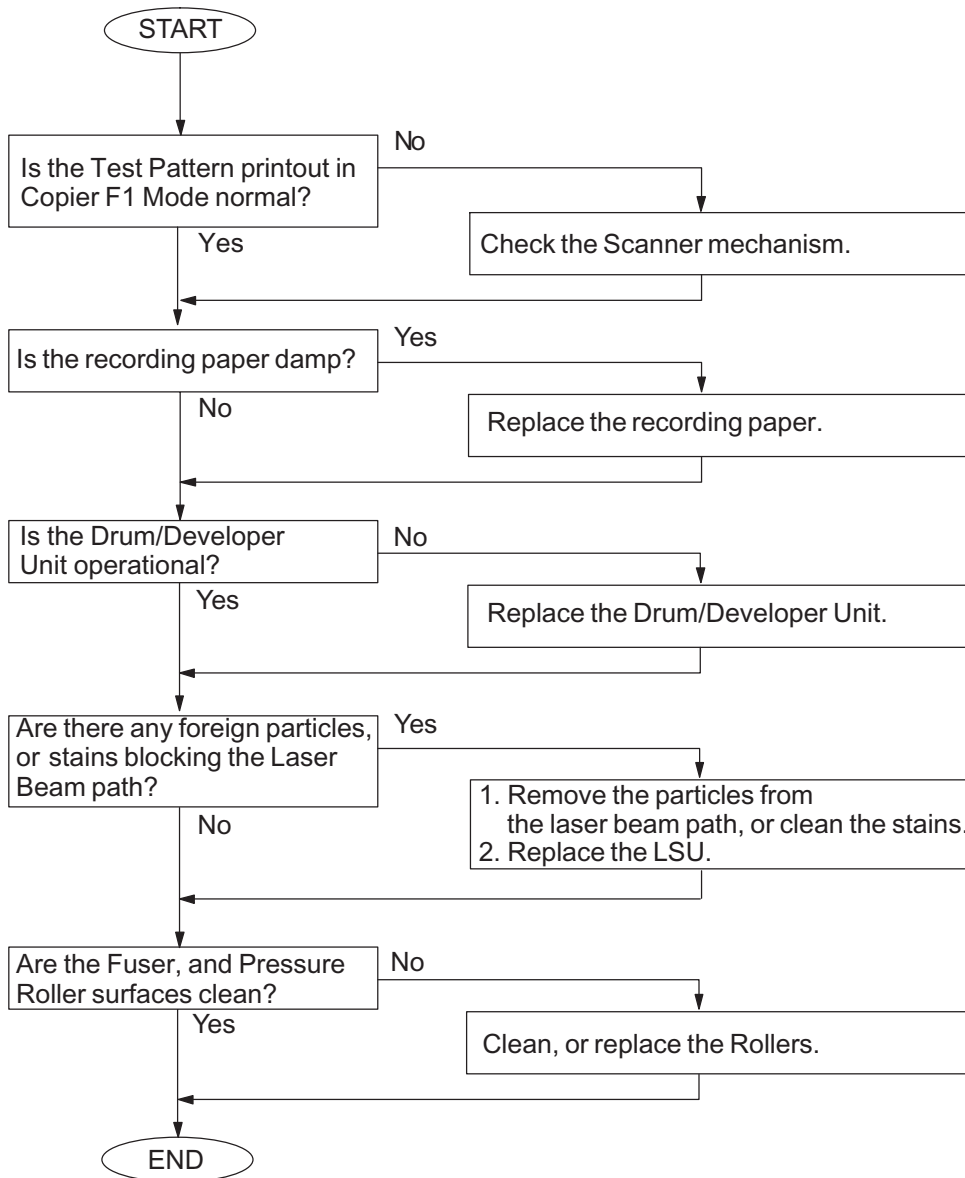 START
No
Is the Test Pattern printout in
Copier F1 Mode normal?
Yes
Check the Scanner mechanism.
Yes
Is the recording paper damp?
No
Replace the recording paper.
Is the Drum/Developer
Unit operational?
No
Yes
Replace the Drum/Developer Unit.
Are there any foreign particles,
or stains blocking the Laser
Beam path?
Yes
No
1. Remove the particles from
the laser beam path, or clean the stains.
2. Replace the LSU.
Are the Fuser, and Pressure
Roller surfaces clean?
No
Yes
Clean, or replace the Rollers.
END